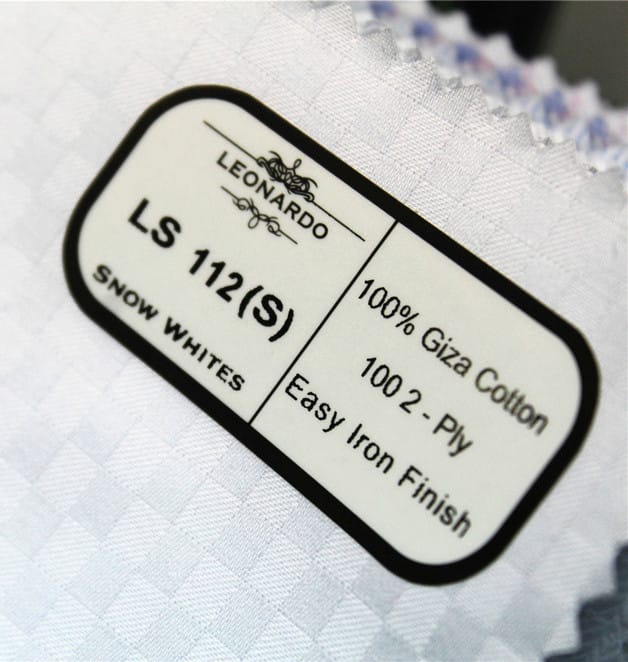 LEONARDO
LS 112(S)
SNOW WHITES
100% Giza Cotton
100 2 - Ply
Easy Iron Finish